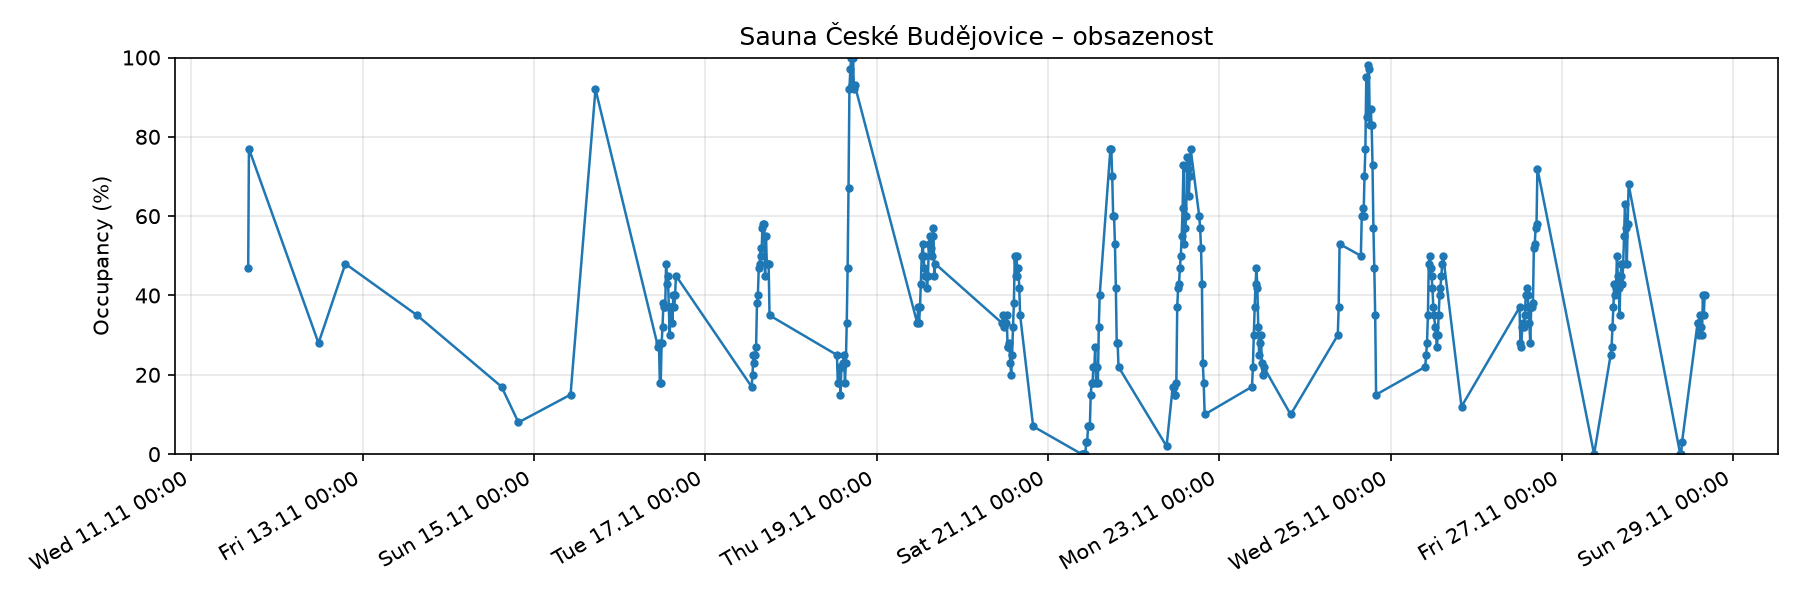 Sauna České Budějovice – obsazenost
100
80
60
40
20
0
Occupancy (%)
Wed 11.11 00:00
Fri 13.11 00:00
Sun 15.11 00:00
Tue 17.11 00:00
Thu 19.11 00:00
Sat 21.11 00:00
Mon 23.11 00:00
Wed 25.11 00:00
Fri 27.11 00:00
Sun 29.11 00:00